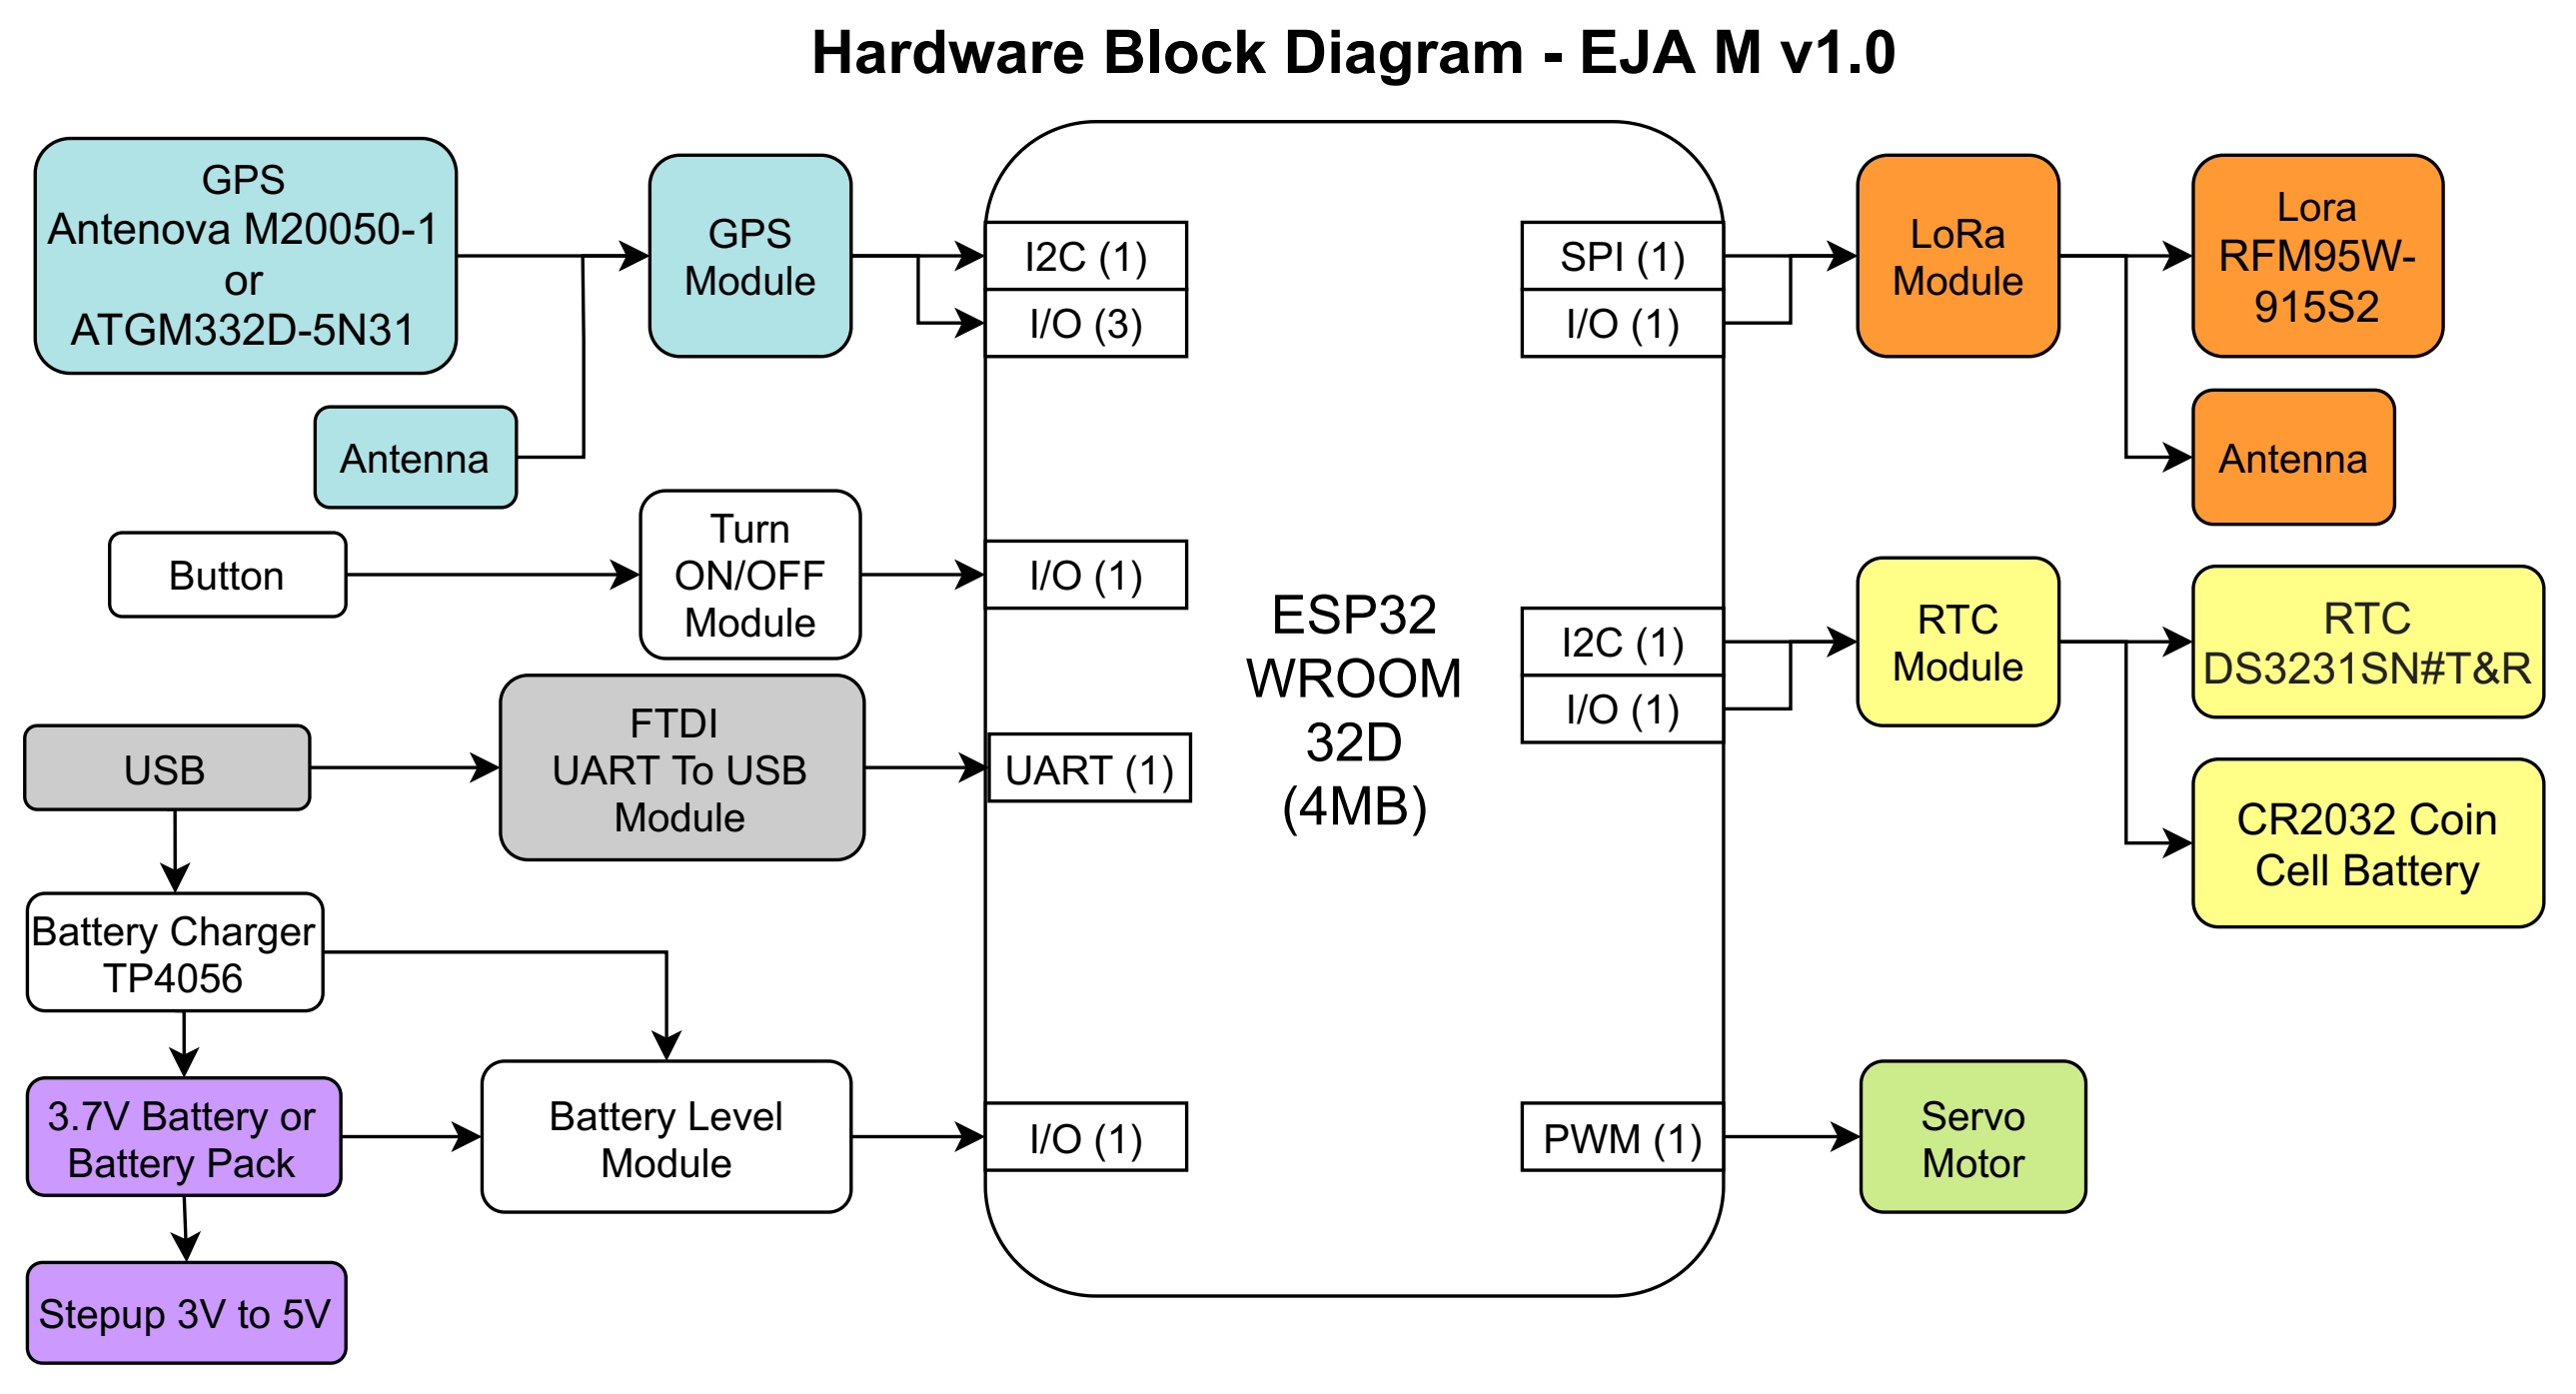 Hardware Block Diagram - EJA M v1.0
GPS
Antenova M20050-1
or
ATGM332D-5N31
Antenna
GPS
Module
I2C (1)
I/O (3)
SPI (1)
I/O (1)
LoRa
Module
Lora
RFM95W-
915S2
Antenna
Button
Turn
ON/OFF
Module
I/O (1)
ESP32
WROOM
32D
(4MB)
I2C (1)
I/O (1)
RTC
Module
RTC
DS3231SN#T&R
CR2032 Coin
Cell Battery
USB
FTDI
UART To USB
Module
UART (1)
Battery Charger
TP4056
3.7V Battery or
Battery Pack
Battery Level
Module
I/O (1)
PWM (1)
Servo
Motor
Stepup 3V to 5V